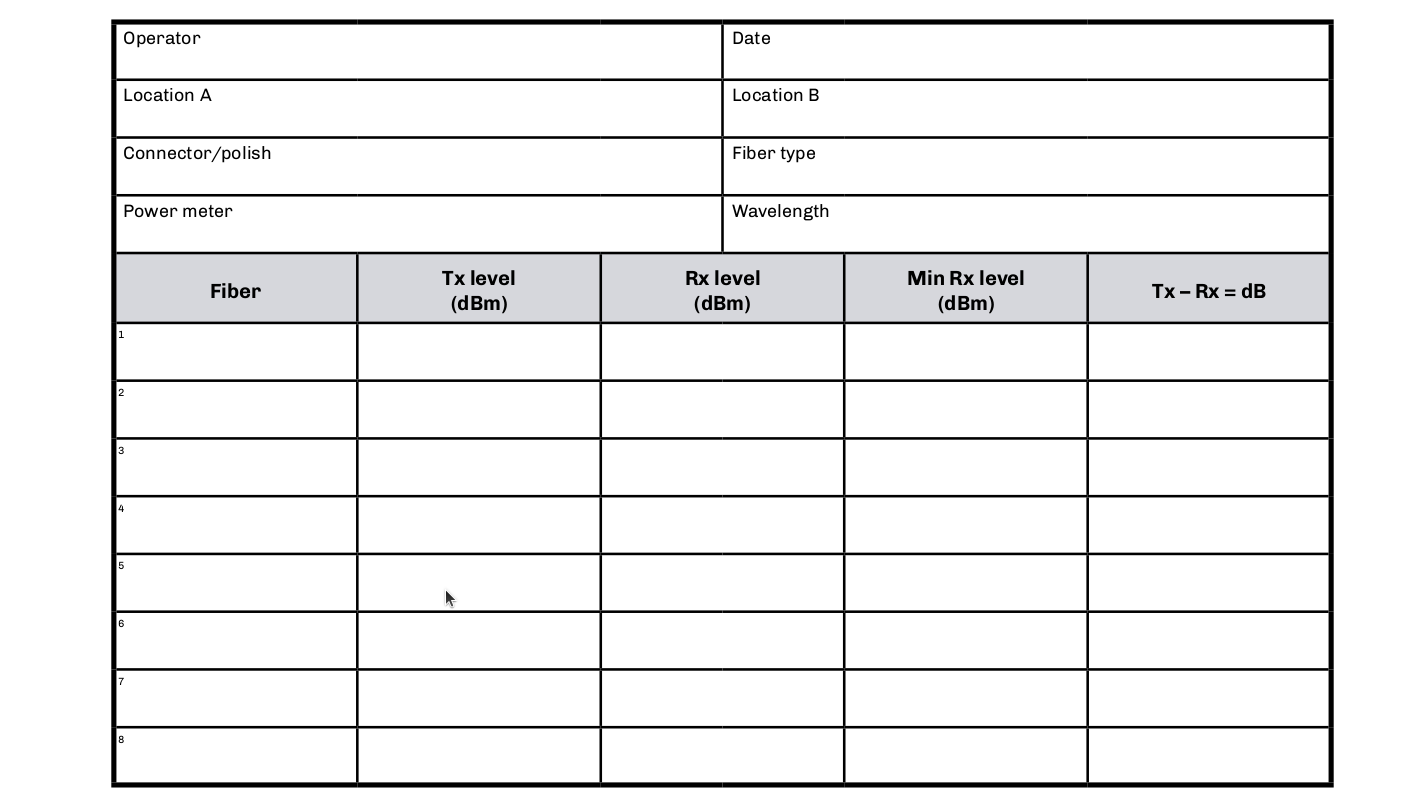 Operator
Date
Location A
Location B
Connector/polish
Fiber type
Power meter
Wavelength
Fiber
Tx level
(dBm)
Rx level
(dBm)
Min Rx level
(dBm)
Tx – Rx = dB
1
2
3
4
5
6
7
8